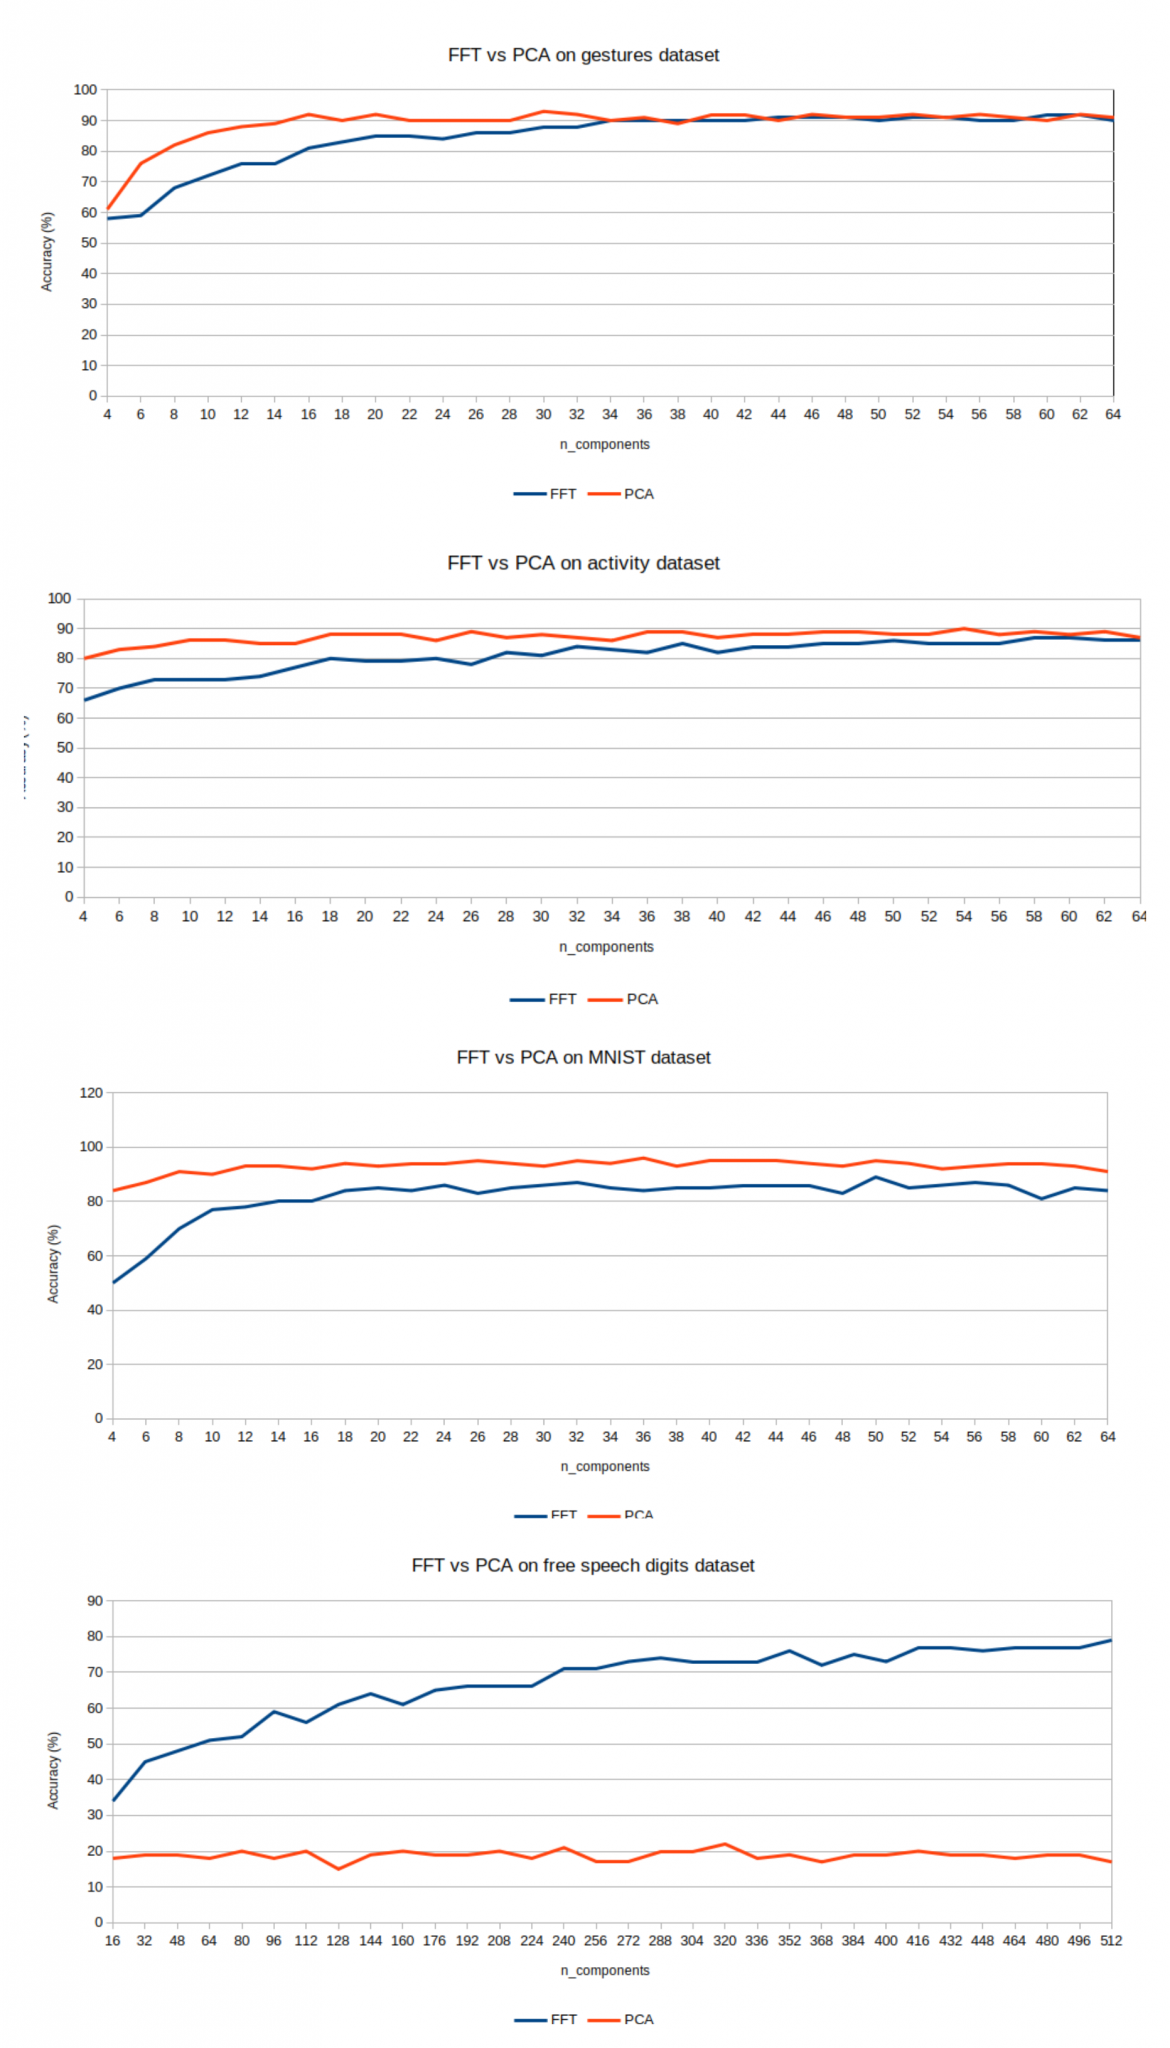 FFT vs PCA on gestures dataset
100
90
80
70
60
50
40
30
20
10
0
Accuracy (%)
4 6 8 10 12 14 16 18 20 22 24 26 28 30 32 34 36 38 40 42 44 46 48 50 52 54 56 58 60 62 64
n_components
FFT PCA
FFT vs PCA on activity dataset
100
90
80
70
60
50
40
30
20
10
0
4 6 8 10 12 14 16 18 20 22 24 26 28 30 32 34 36 38 40 42 44 46 48 50 52 54 56 58 60 62 64
n_components
FFT PCA
FFT vs PCA on MNIST dataset
120
100
80
60
40
20
0
Accuracy (%)
4 6 8 10 12 14 16 18 20 22 24 26 28 30 32 34 36 38 40 42 44 46 48 50 52 54 56 58 60 62 64
n_components
FFT PCA
FFT vs PCA on free speech digits dataset
90
80
70
60
50
40
30
20
10
0
Accuracy (%)
16 32 48 64 80 96 112 128 144 160 176 192 208 224 240 256 272 288 304 320 336 352 368 384 400 416 432 448 464 480 496 512
n_components
FFT PCA